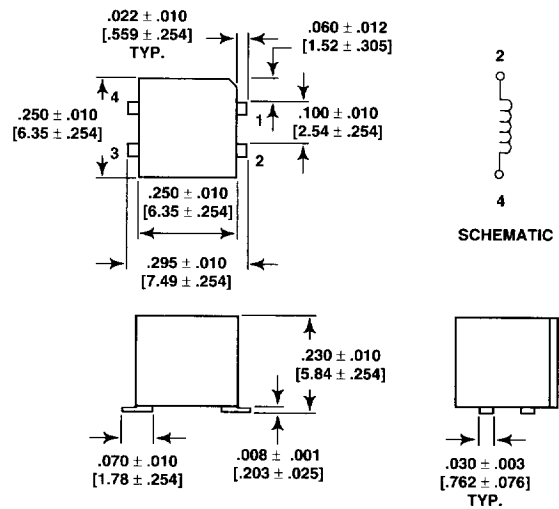 .022 ± .010
[.559 ± .254]
TYP.
.060 ± .012
[1.52 ± .305]
2
4
1
.250 ± .010
[6.35 ± .254]
.100 ± .010
[2.54 ± .254]
3
2
.250 ± .010
[6.35 ± .254]
4
SCHEMATIC
.295 ± .010
[7.49 ± .254]
.230 ± .010
[5.84 ± .254]
.070 ± .010
[1.78 ± .254]
.008 ± .001
[.203 ± .025]
.030 ± .003
[.762 ± .076]
TYP.